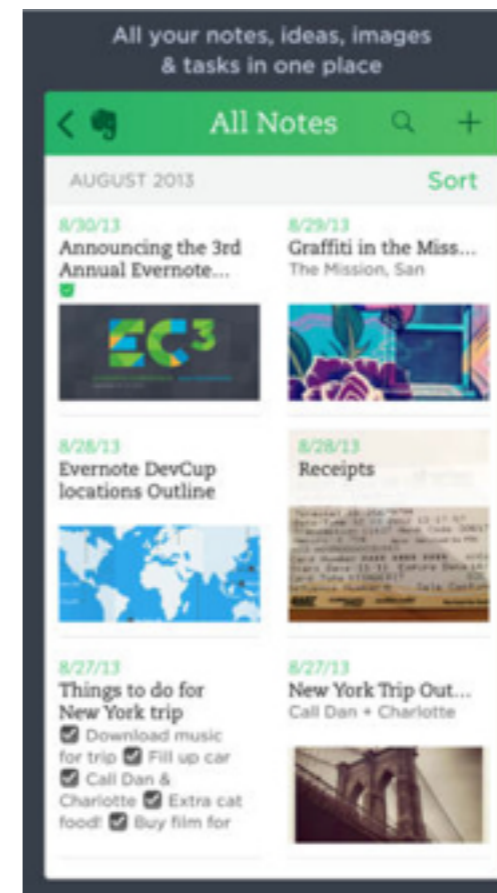 All your notes, ideas, images
& tasks in one place
All Notes
AUGUST 2013
Sort
8/30/13
Announcing the 3rd
Annual Evernote...
EC3
8/29/13
Graffiti in the Miss...
The Mission, San
8/28/13
Evernote DevCup
locations Outline
8/28/13
Receipts
8/27/13
Things to do for
New York trip
Download music
for trip Fill up car
Call Dan &
Charlotte Extra cat
food! Buy film for
8/27/13
New York Trip Out...
Call Dan + Charlotte